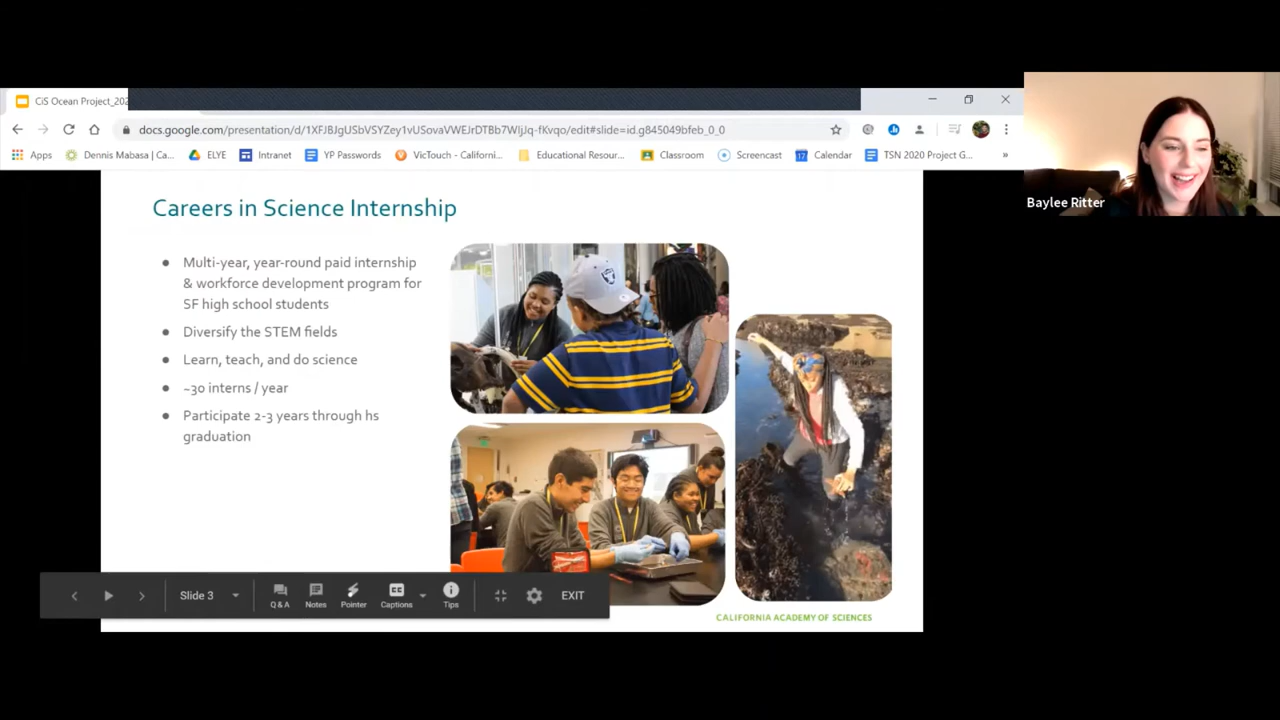 CiS Ocean Project_202
docs.google.com/presentation/d/1XFJBJgUSbVSYZey1vUSovaVWEJrDTBb7WIjJq-fKvqo/edit#slide=id.g845049bfeb_0_0
Apps
Dennis Mabasa | Ca...
ELYE
Intranet
YP Passwords
VicTouch - Californi...
Educational Resour...
Classroom
Screencast
17
Calendar
TSN 2020 Project G...
»
Baylee Ritter
Careers in Science Internship
● Multi-year, year-round paid internship
& workforce development program for
SF high school students
● Diversify the STEM fields
● Learn, teach, and do science
● ~30 interns / year
● Participate 2-3 years through hs
graduation
Slide 3
Q & A
Notes
Pointer
CC
Captions
Tips
EXIT
CALIFORNIA ACADEMY OF SCIENCES